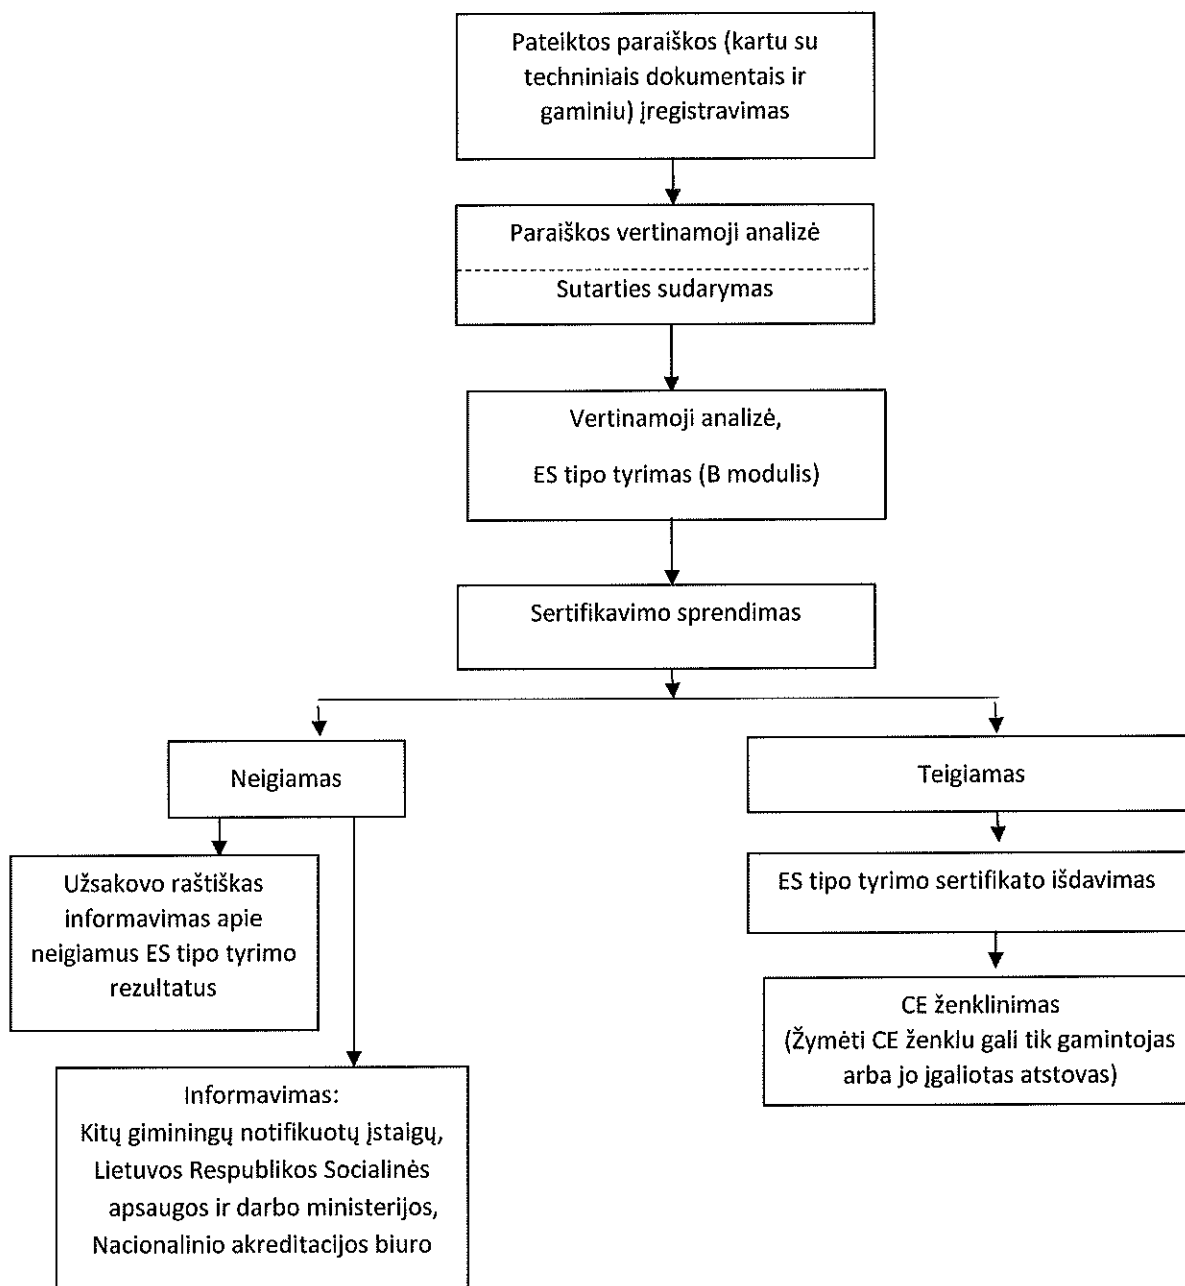 Pateiktos paraiškos (kartu su
techniniais dokumentais ir
gaminiu) įregistravimas
Paraiškos vertinamoji analizė
Sutarties sudarymas
Vertinamoji analizė,
ES tipo tyrimas (B modulis)
Sertifikavimo sprendimas
Neigiamas
Teigiamas
Užsakovo raštiškas
informavimas apie
neigiamus ES tipo tyrimo
rezultatus
ES tipo tyrimo sertifikato išdavimas
CE ženklinimas
(Žymėti CE ženklu gali tik gamintojas
arba jo įgaliotas atstovas)
Informavimas:
Kitų giminingų notifikuotų įstaigų,
Lietuvos Respublikos Socialinės
apsaugos ir darbo ministerijos,
Nacionalinio akreditacijos biuro